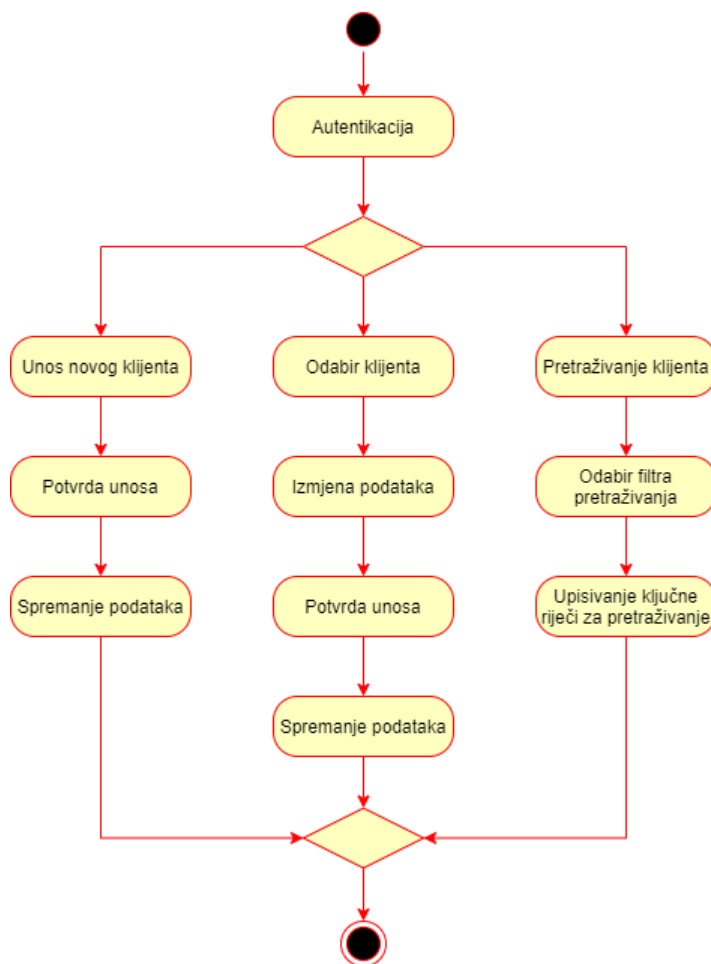 Autentikacija
Unos novog klijenta
Odabir klijenta
Pretraživanje klijenta
Potvrda unosa
Izmjena podataka
Odabir filtra
pretraživanja
Spremanje podataka
Potvrda unosa
Upisivanje ključne
riječi za pretraživanje
Spremanje podataka